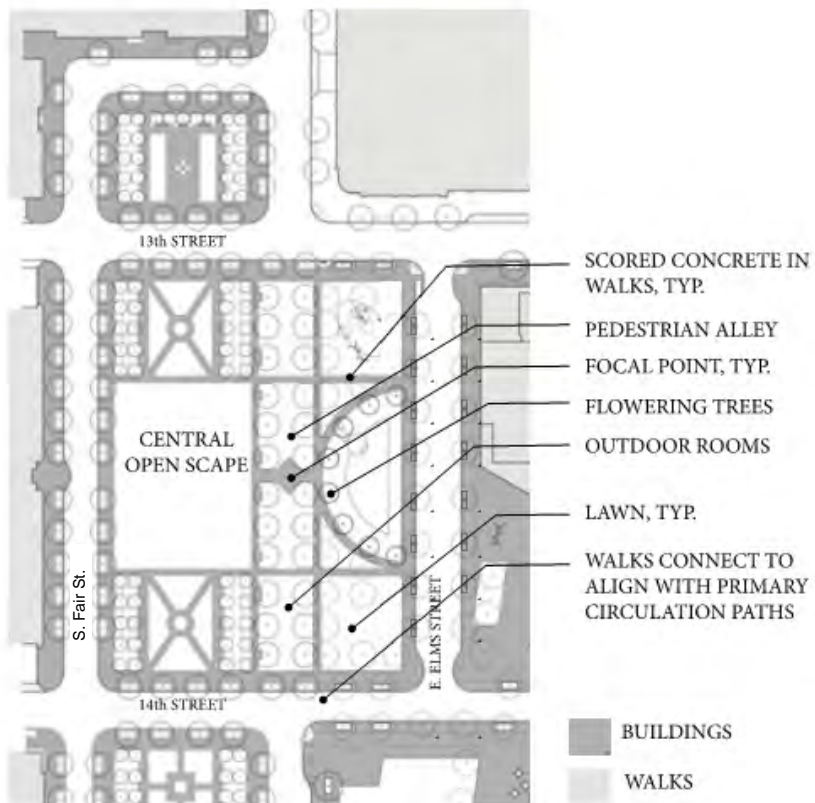 13th STREET
SCORED CONCRETE IN
WALKS, TYP.
PEDESTRIAN ALLEY
FOCAL POINT, TYP.
FLOWERING TREES
OUTDOOR ROOMS
CENTRAL
OPEN SCAPE
LAWN, TYP.
WALKS CONNECT TO
ALIGN WITH PRIMARY
CIRCULATION PATHS
S. Fair St.
E. ELMS STREET
14th STREET
BUILDINGS
WALKS